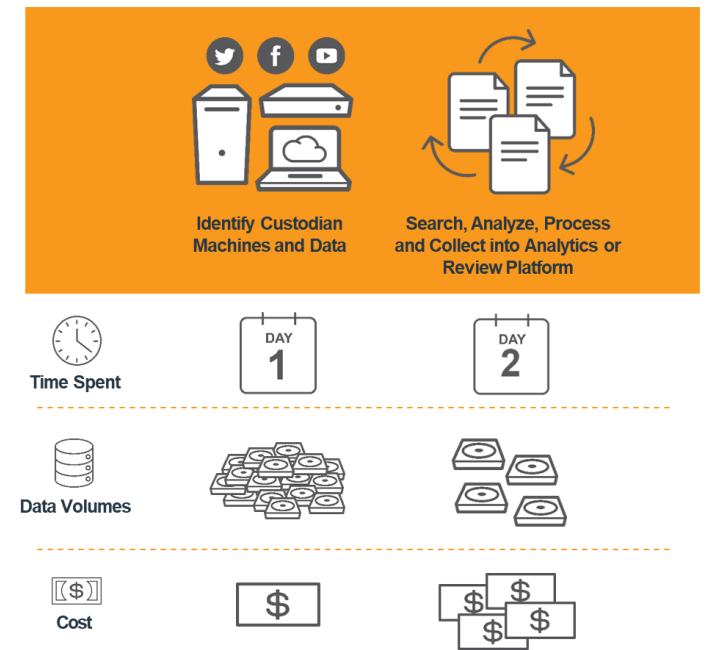 Identify Custodian
Machines and Data
Search, Analyze, Process
and Collect into Analytics or
Review Platform
Time Spent
DAY
1
DAY
2
Data Volumes
Cost
$
$
$
$
$
$